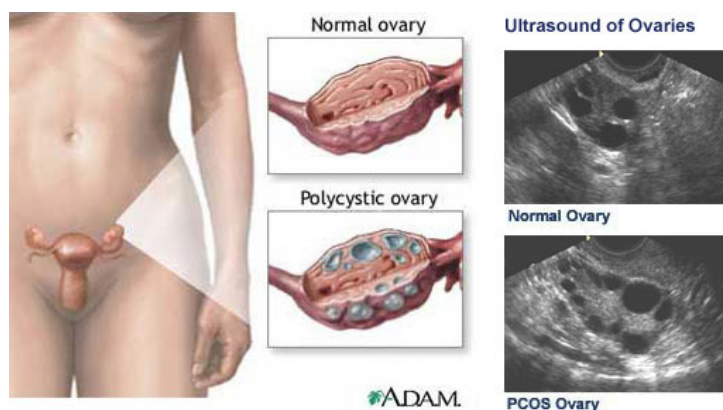 Normal ovary
Polycystic ovary
ADAM.
Ultrasound of Ovaries
Normal Ovary
PCOS Ovary